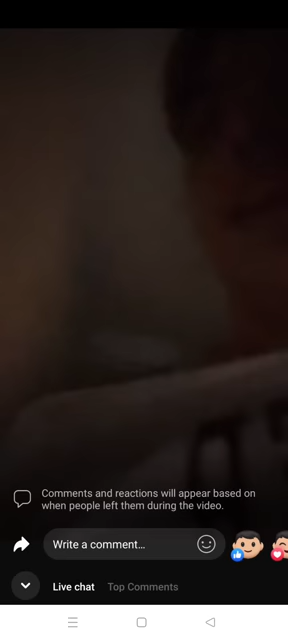 Comments and reactions will appear based on
when people left them during the video.
Write a comment...
Live chat Top Comments